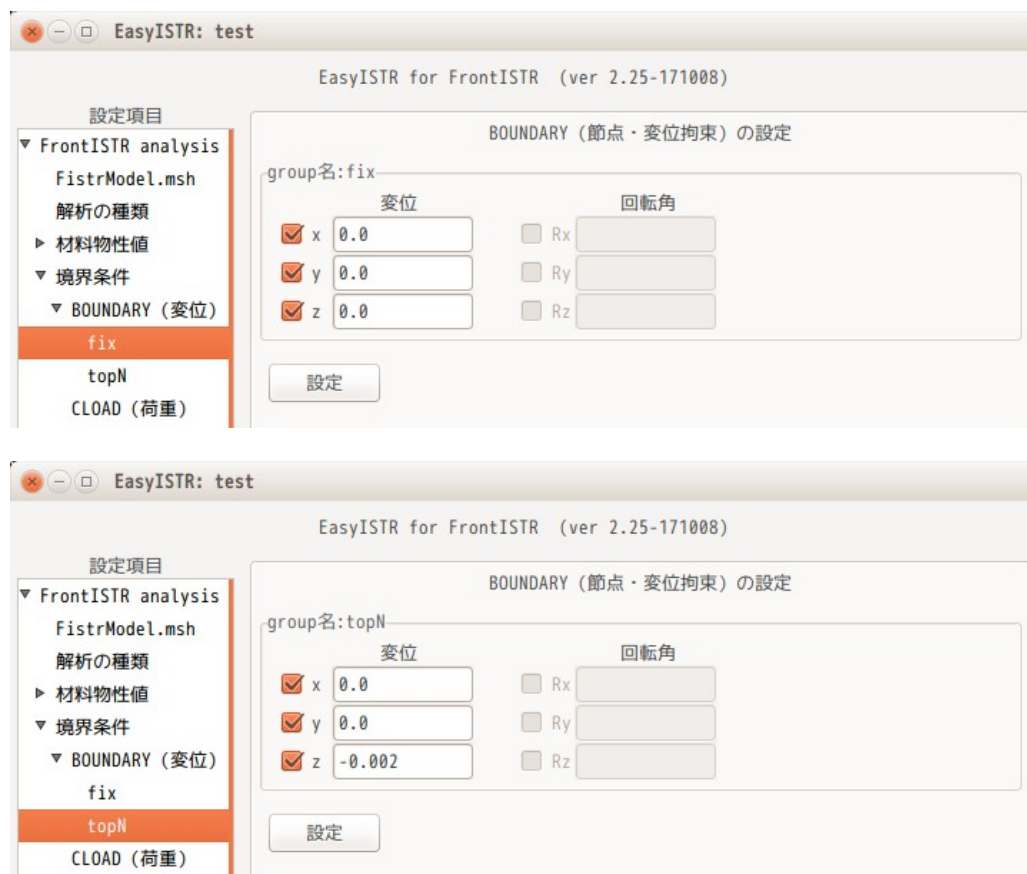 EasyISTR: test
EasyISTR for FrontISTR (ver 2.25-171008)
設定項目
FrontISTR analysis
FistrModel.msh
解析の種類
材料物性値
境界条件
BOUNDARY (変位)
fix
topN
CLOAD (荷重)
BOUNDARY (節点・変位拘束) の設定
group名:fix
変位 回転角
x 0.0 Rx
y 0.0 Ry
z 0.0 Rz
設定
EasyISTR: test
EasyISTR for FrontISTR (ver 2.25-171008)
設定項目
FrontISTR analysis
FistrModel.msh
解析の種類
材料物性値
境界条件
BOUNDARY (変位)
fix
topN
CLOAD (荷重)
BOUNDARY (節点・変位拘束) の設定
group名:topN
変位 回転角
x 0.0 Rx
y 0.0 Ry
z -0.002 Rz
設定